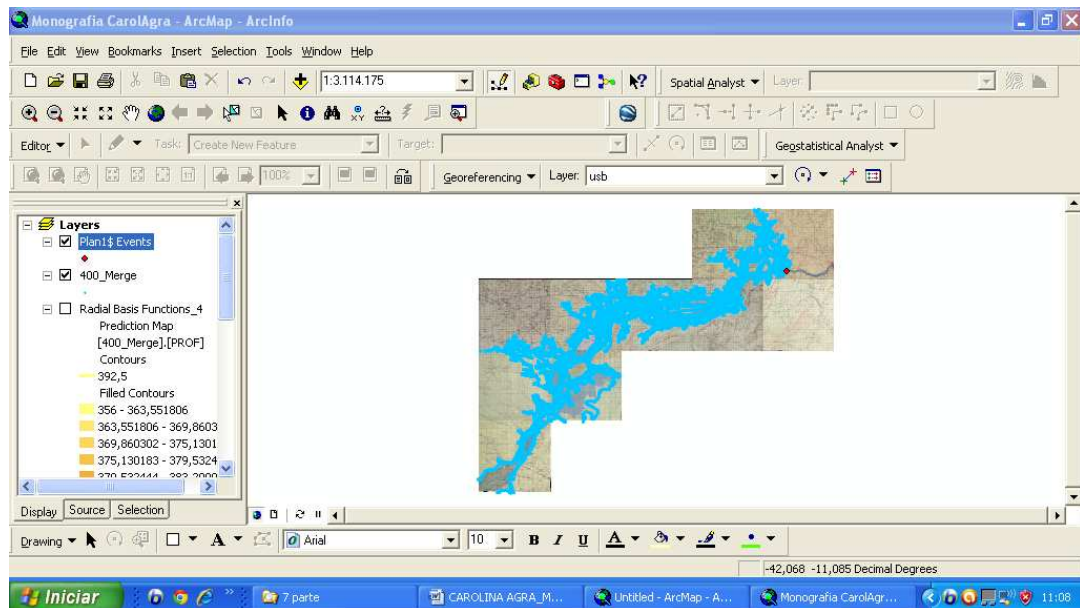 Monografia CarolAgra - ArcMap - ArcInfo
File Edit View Bookmarks Insert Selection Tools Window Help
1:3.114.175
Spatial Analyst
Layer:
Editor
Task:
Create New Feature
Target:
Geostatistical Analyst
100%
Georeferencing
Layer:
usb
Layers
Plan1$ Events
400_Merge
Radial Basis Functions_4
Prediction Map
[400_Merge].[PROF]
Contours
392,5
Filled Contours
356 - 363,551806
363,551806 - 369,8603
369,860302 - 375,1301
375,130183 - 379,5324
Display Source Selection
Drawing
Arial
10
B I U A
-42,068 -11,085 Decimal Degrees
Iniciar
7 parte
CAROLINA AGRA_M...
Untitled - ArcMap - A...
Monografia CarolAgr...
11:08